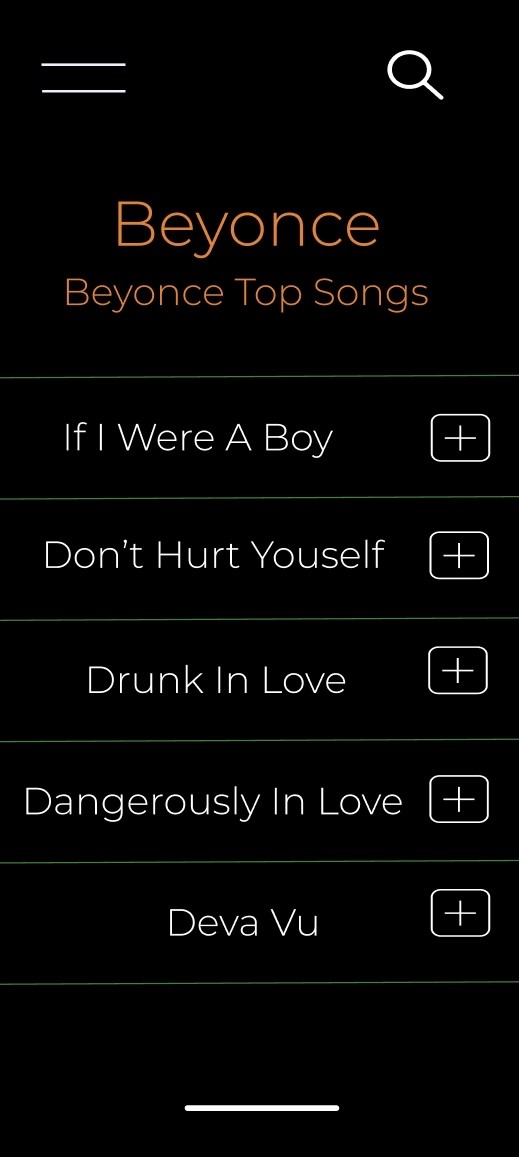 Beyonce
Beyonce Top Songs
If I Were A Boy
Don’t Hurt Youself
Drunk In Love
Dangerously In Love
Deva Vu